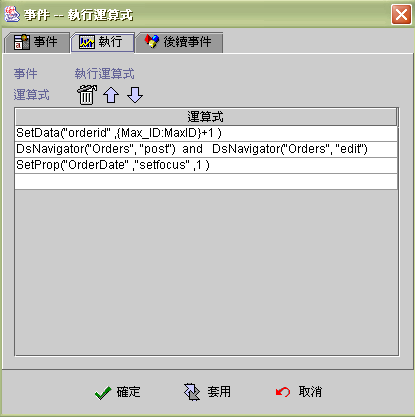 事件 -- 執行運算式
事件 執行 後續事件
事件 執行運算式
運算式
運算式
SetData("orderid" ,{Max_ID:MaxID}+1 )
DsNavigator("Orders", "post") and DsNavigator("Orders", "edit")
SetProp("OrderDate" ,"setfocus" ,1 )
確定 套用 取消